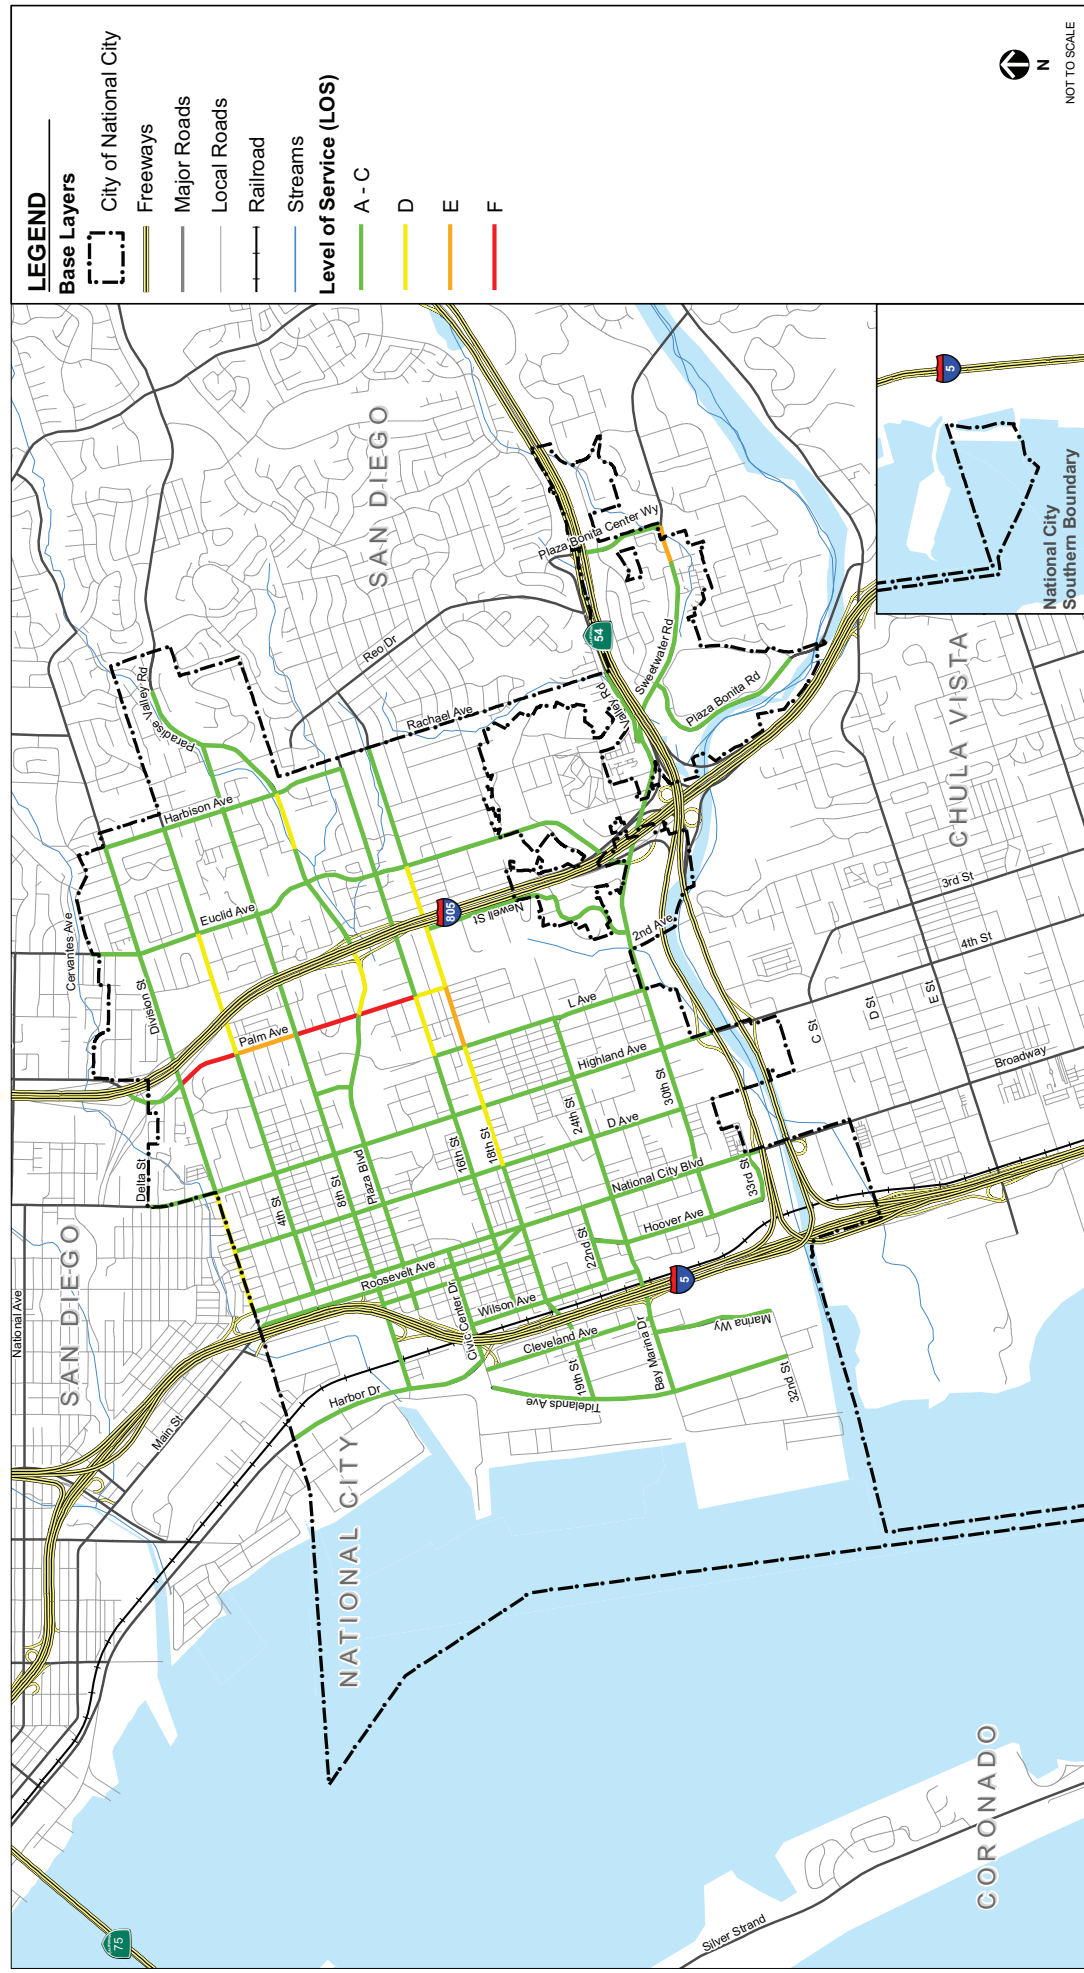 LEGEND
Base Layers
City of National City
Freeways
Major Roads
Local Roads
Railroad
Streams
Level of Service (LOS)
A - C
D
E
F
N
NOT TO SCALE
SAN DIEGO
SAN DIEGO
NATIONAL CITY
CHULA VISTA
CORONADO
National City
Southern Boundary
5
75
805
54
5
National Ave
Main St
Harbor Dr
Delta St
Cervantes Ave
Division St
Palm Ave
Euclid Ave
Harbison Ave
Paradise Valley Rd
Reo Dr
Rachael Ave
4th St
8th St
Plaza Blvd
16th St
18th St
Roosevelt Ave
Civic Center Dr
Wilson Ave
Cleveland Ave
19th St
Tidelands Ave
Bay Marina Dr
Marina Wy
32nd St
22nd St
Hoover Ave
National City Blvd
33rd St
D Ave
24th St
30th St
Highland Ave
L Ave
Newell St
2nd Ave
Valley Rd
Sweetwater Rd
Plaza Bonita Rd
Plaza Bonita Center Wy
3rd St
4th St
C St
D St
E St
Broadway
Silver Strand